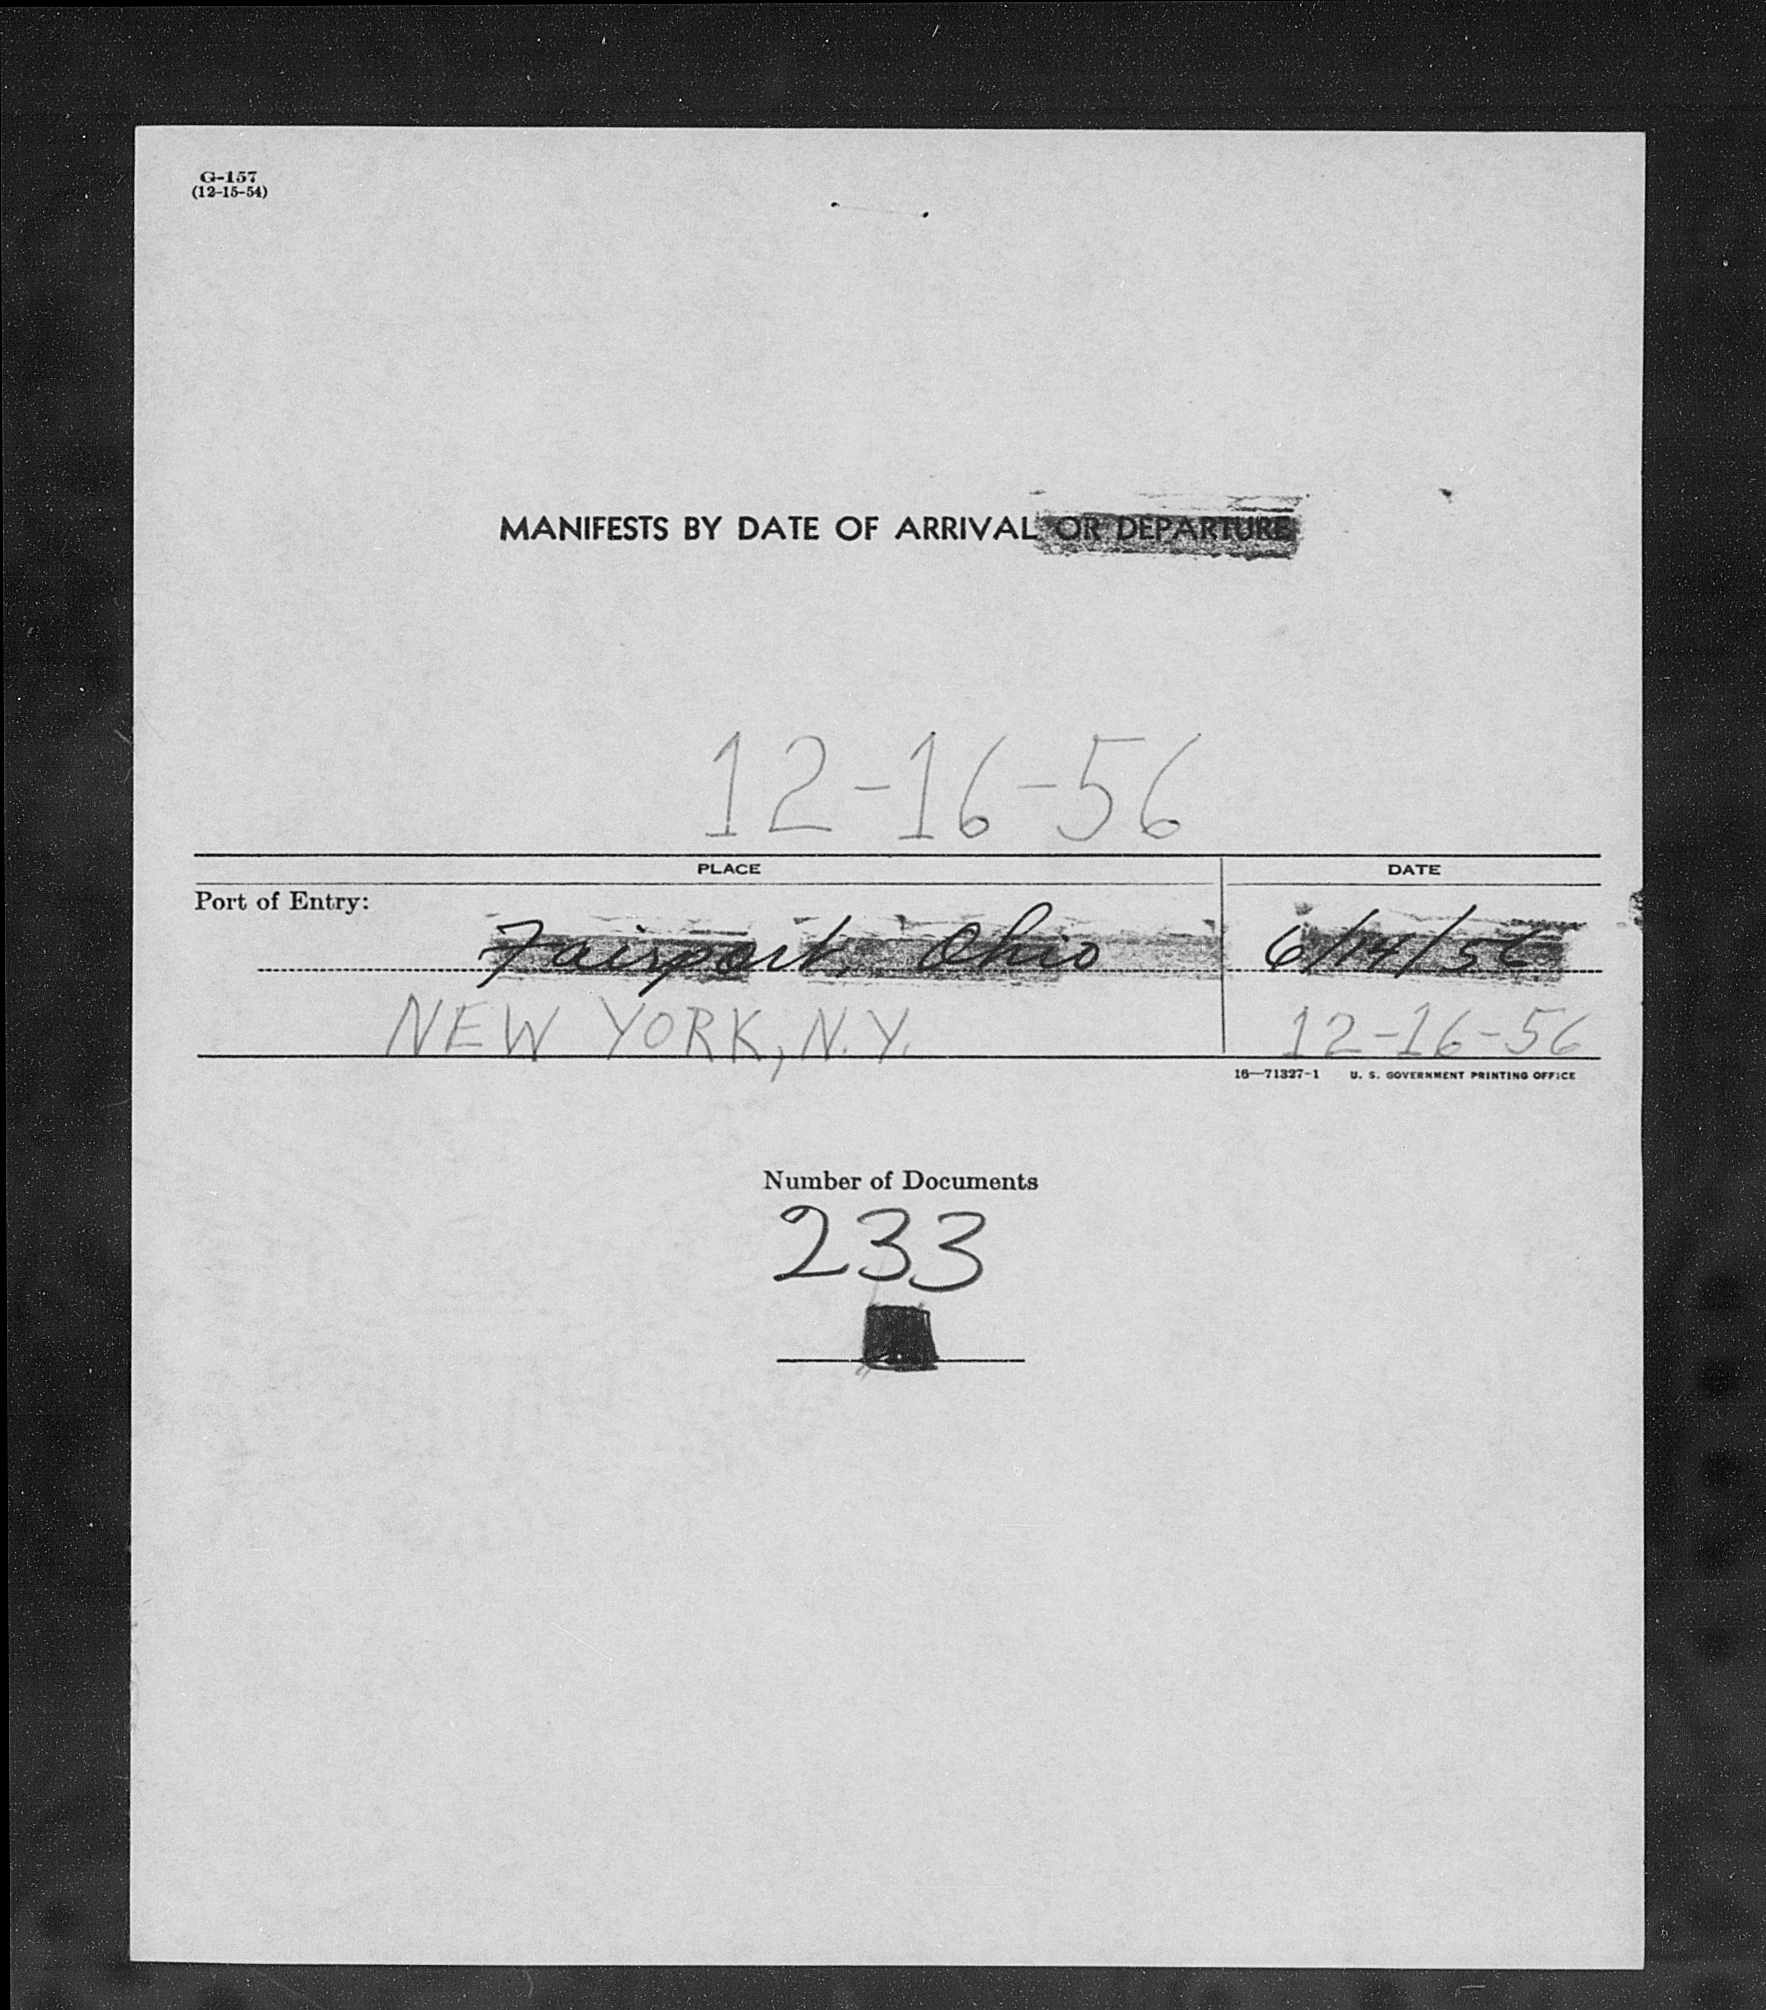 G-157
(12-15-54)
MANIFESTS BY DATE OF ARRIVAL OR DEPARTURE
12-16-56
PLACE DATE
Port of Entry:
Fairport, Ohio 6/14/56
NEW YORK, N.Y. 12-16-56
16—71327-1 U. S. GOVERNMENT PRINTING OFFICE
Number of Documents
233